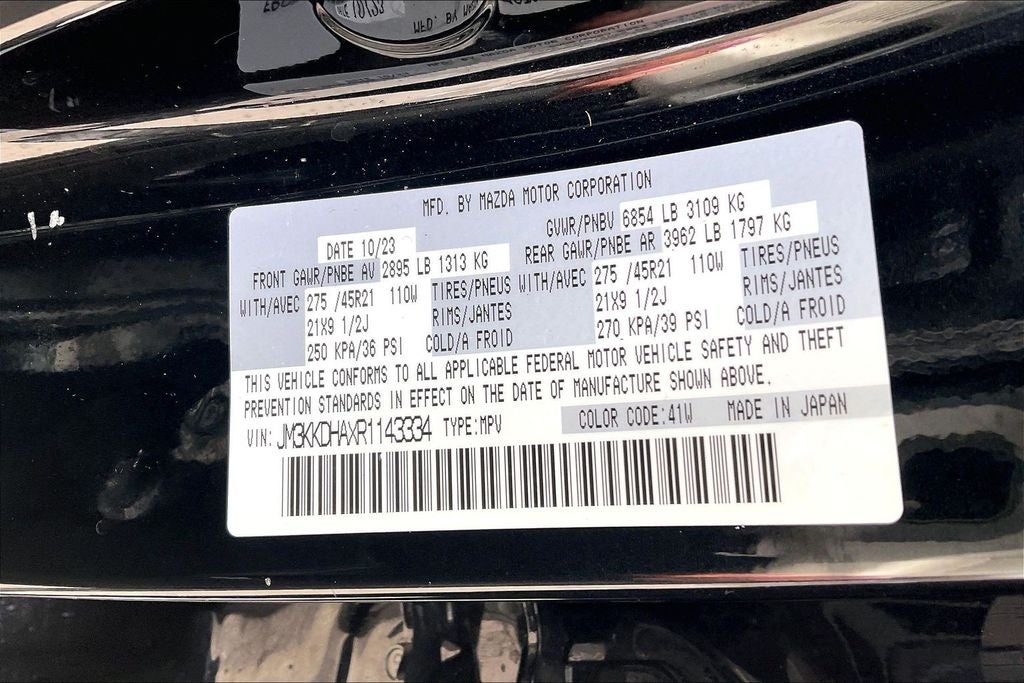 MFD. BY MAZDA MOTOR CORPORATION
DATE 10/23 GVWR/PNBV 6854 LB 3109 KG
FRONT GAWR/PNBE AV 2895 LB 1313 KG REAR GAWR/PNBE AR 3962 LB 1797 KG
WITH/AVEC 275 /45R21 110W TIRES/PNEUS WITH/AVEC 275 /45R21 110W TIRES/PNEUS
21X9 1/2J RIMS/JANTES 21X9 1/2J RIMS/JANTES
250 KPA/36 PSI COLD/A FROID 270 KPA/39 PSI COLD/A FROID
THIS VEHICLE CONFORMS TO ALL APPLICABLE FEDERAL MOTOR VEHICLE SAFETY AND THEFT
PREVENTION STANDARDS IN EFFECT ON THE DATE OF MANUFACTURE SHOWN ABOVE.
VIN: JM3KKDHAXR1143334 TYPE:MPV COLOR CODE:41W MADE IN JAPAN